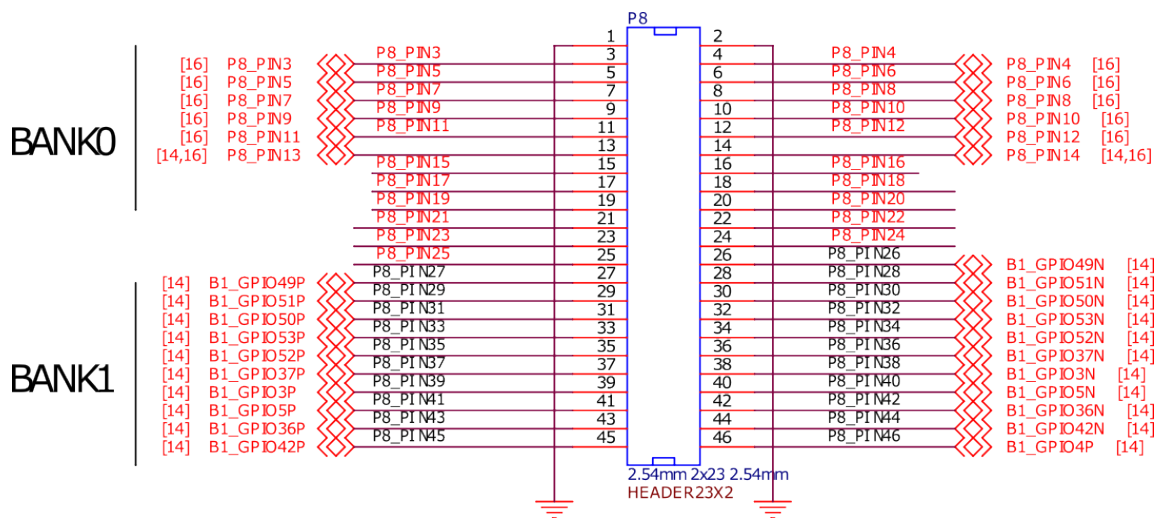 P8
1 2
P8_PIN3 3 4 P8_PIN4
[16] P8_PIN3 P8_PIN4 [16]
P8_PIN5 5 6 P8_PIN6
[16] P8_PIN5 P8_PIN6 [16]
P8_PIN7 7 8 P8_PIN8
[16] P8_PIN7 P8_PIN8 [16]
P8_PIN9 9 10 P8_PIN10
[16] P8_PIN9 P8_PIN10 [16]
P8_PIN11 11 12 P8_PIN12
[16] P8_PIN11 P8_PIN12 [16]
BANK0
13 14
[14,16] P8_PIN13 P8_PIN14 [14,16]
P8_PIN15 15 16 P8_PIN16
P8_PIN17 17 18 P8_PIN18
P8_PIN19 19 20 P8_PIN20
P8_PIN21 21 22 P8_PIN22
P8_PIN23 23 24 P8_PIN24
P8_PIN25 25 26 P8_PIN26
B1_GPIO49N [14]
P8_PIN27 27 28 P8_PIN28
[14] B1_GPIO49P B1_GPIO51N [14]
P8_PIN29 29 30 P8_PIN30
[14] B1_GPIO51P B1_GPIO50N [14]
P8_PIN31 31 32 P8_PIN32
[14] B1_GPIO50P B1_GPIO53N [14]
P8_PIN33 33 34 P8_PIN34
[14] B1_GPIO53P B1_GPIO52N [14]
P8_PIN35 35 36 P8_PIN36
[14] B1_GPIO52P B1_GPIO37N [14]
P8_PIN37 37 38 P8_PIN38
[14] B1_GPIO37P B1_GPIO3N [14]
BANK1
P8_PIN39 39 40 P8_PIN40
[14] B1_GPIO3P B1_GPIO5N [14]
P8_PIN41 41 42 P8_PIN42
[14] B1_GPIO5P B1_GPIO36N [14]
P8_PIN43 43 44 P8_PIN44
[14] B1_GPIO36P B1_GPIO42N [14]
P8_PIN45 45 46 P8_PIN46
[14] B1_GPIO42P B1_GPIO4P [14]
2.54mm 2x23 2.54mm
HEADER23X2